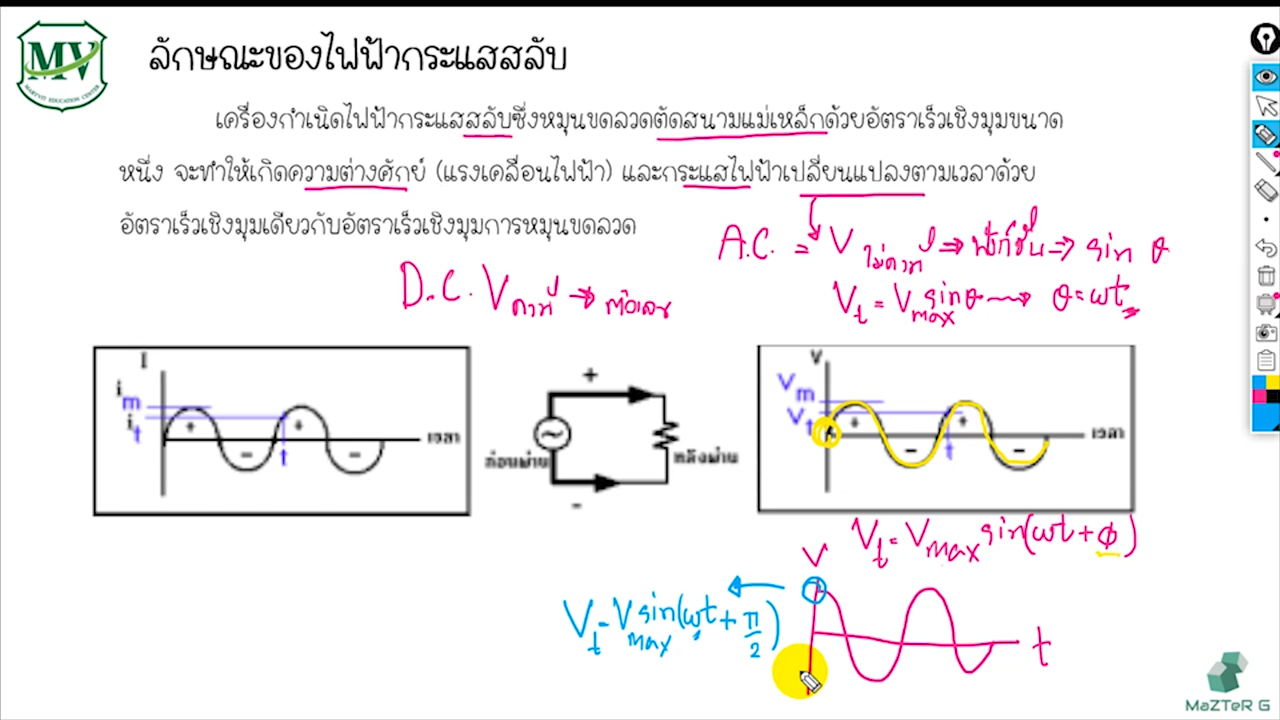 MV
MARYVIT EDUCATION CENTER
ลักษณะของไฟฟ้ากระแสสลับ
เครื่องกำเนิดไฟฟ้ากระแสสลับซึ่งหมุนขดลวดตัดสนามแม่เหล็กด้วยอัตราเร็วเชิงมุมขนาด
หนึ่ง จะทำให้เกิดความต่างศักย์ (แรงเคลื่อนไฟฟ้า) และกระแสไฟฟ้าเปลี่ยนแปลงตามเวลาด้วย
อัตราเร็วเชิงมุมเดียวกับอัตราเร็วเชิงมุมการหมุนขดลวด
A.C. = V ไม่คงที่ → ฟังก์ชั่น → sin θ
D.C. V คงที่ →
V_t = V_max sinθ → θ = ωt
I
i_m
i_t
+ +
- -
t
เวลา
+
~
ก่อนผ่าน
หลังผ่าน
-
V
V_m
V_t
+ +
- -
t
เวลา
V_t = V_max sin(ωt + φ)
V
V_t = V_max sin(ωt + π/2)
t
MaZTeR G